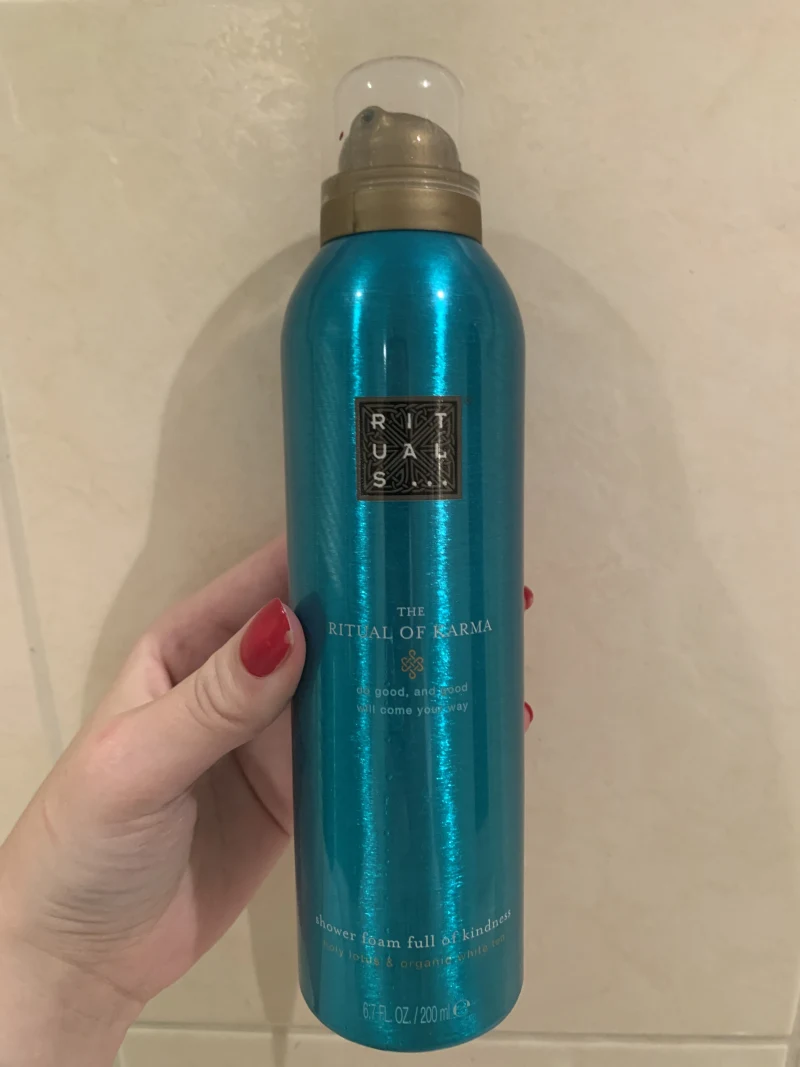 RIT
UAL
S...
THE
RITUAL OF KARMA
do good, and good
will come your way
shower foam full of kindness
holy lotus & organic white tea
6.7 FL. OZ. / 200 ml e